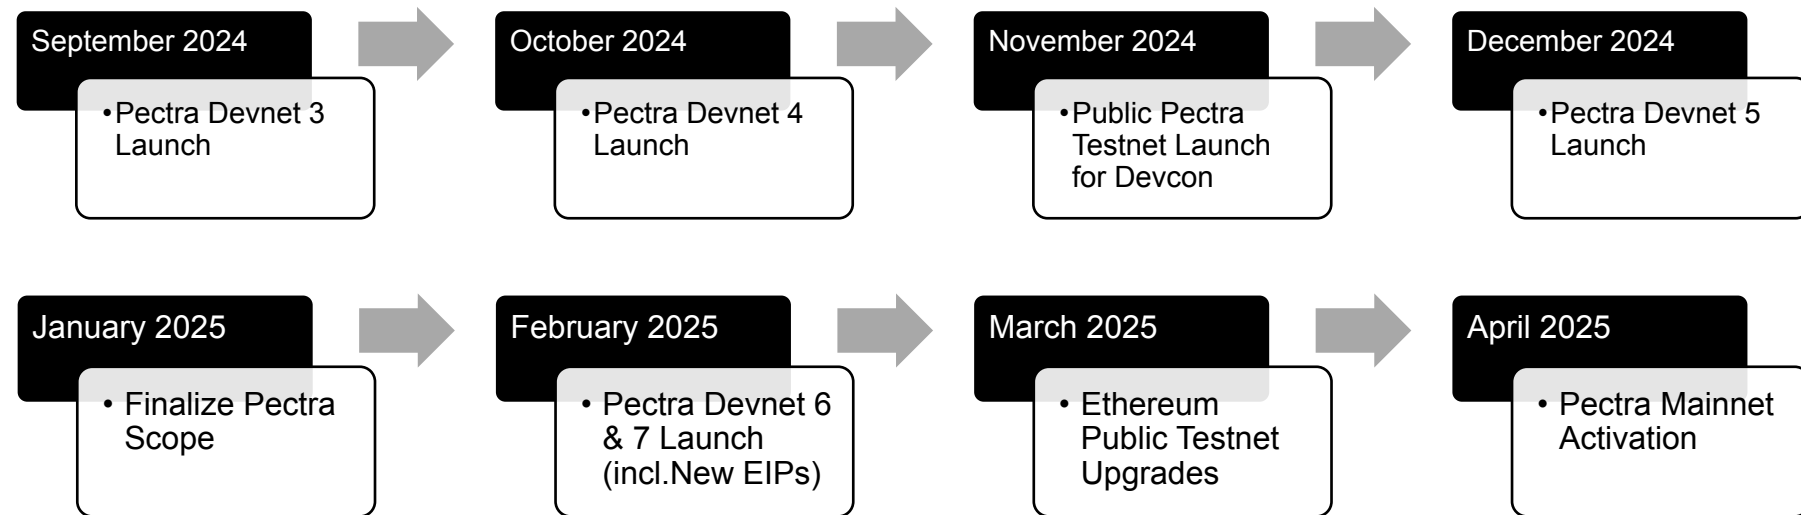 September 2024
•Pectra Devnet 3
Launch
October 2024
•Pectra Devnet 4
Launch
November 2024
•Public Pectra
Testnet Launch
for Devcon
December 2024
•Pectra Devnet 5
Launch
January 2025
• Finalize Pectra
Scope
February 2025
• Pectra Devnet 6
& 7 Launch
(incl.New EIPs)
March 2025
• Ethereum
Public Testnet
Upgrades
April 2025
• Pectra Mainnet
Activation